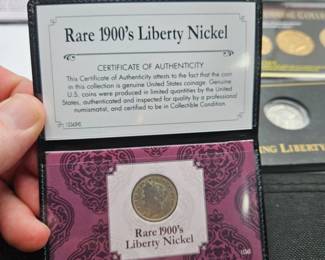 Rare 1900's Liberty Nickel
CERTIFICATE OF AUTHENTICITY
This Certificate of Authenticity attests to the fact that the coin
in this collection is genuine United States coinage. Genuine
U.S. coins were produced in limited quantities by the United
States, authenticated and inspected for quality by a professional
numismatist, and certified to be in Collectible Condition.
Rare 1900's
Liberty Nickel
NG LIBERTY